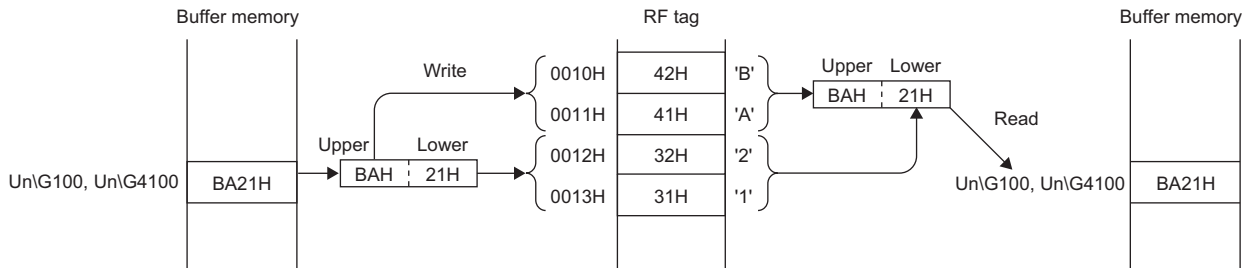 Buffer memory
RF tag
Buffer memory
Write
0010H
42H
'B'
Upper Lower
BAH 21H
0011H
41H
'A'
Read
Upper Lower
0012H
32H
'2'
Un\G100, Un\G4100
BA21H
BAH 21H
0013H
31H
'1'
Un\G100, Un\G4100
BA21H